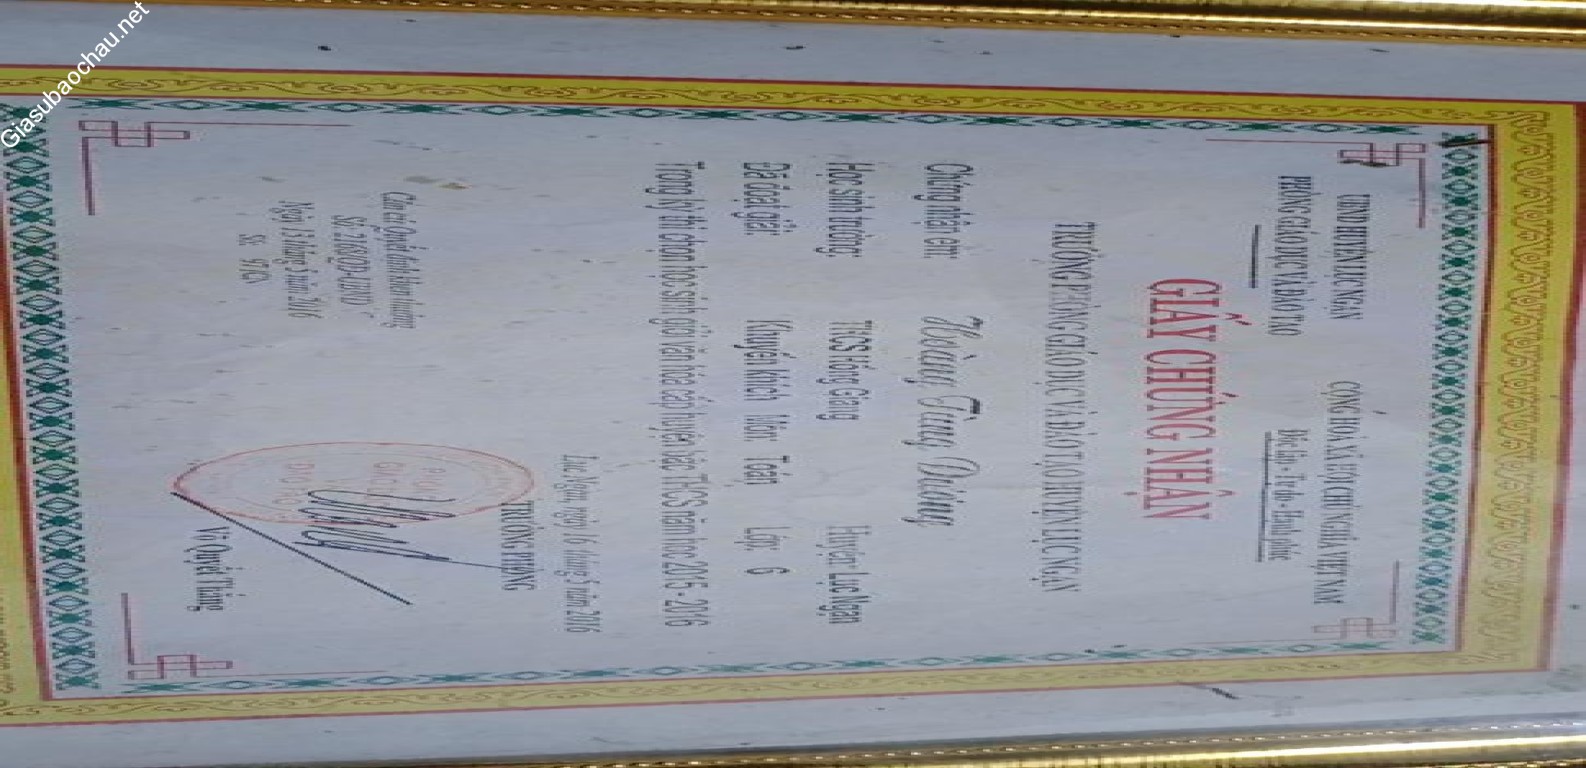 UBND HUYỆN LỤC NGẠN
PHÒNG GIÁO DỤC VÀ ĐÀO TẠO
CỘNG HOÀ XÃ HỘI CHỦ NGHĨA VIỆT NAM
Độc lập - Tự do - Hạnh phúc
GIẤY CHỨNG NHẬN
TRƯỞNG PHÒNG GIÁO DỤC VÀ ĐÀO TẠO HUYỆN LỤC NGẠN
Chứng nhận em: Hoàng Tùng Dương
Học sinh trường: THCS Hồng Giang Huyện: Lục Ngạn
Đã đoạt giải: Khuyến khích Môn: Toán Lớp: 6
Trong kỳ thi chọn học sinh giỏi văn hóa cấp huyện bậc THCS năm học 2015 - 2016
Lục Ngạn, ngày 16 tháng 5 năm 2016
TRƯỞNG PHÒNG
Căn cứ Quyết định khen thưởng
Số:
Ngày 13 tháng 5 năm 2016
Số:
Vũ Quyết Thắng
Giasubaochau.net